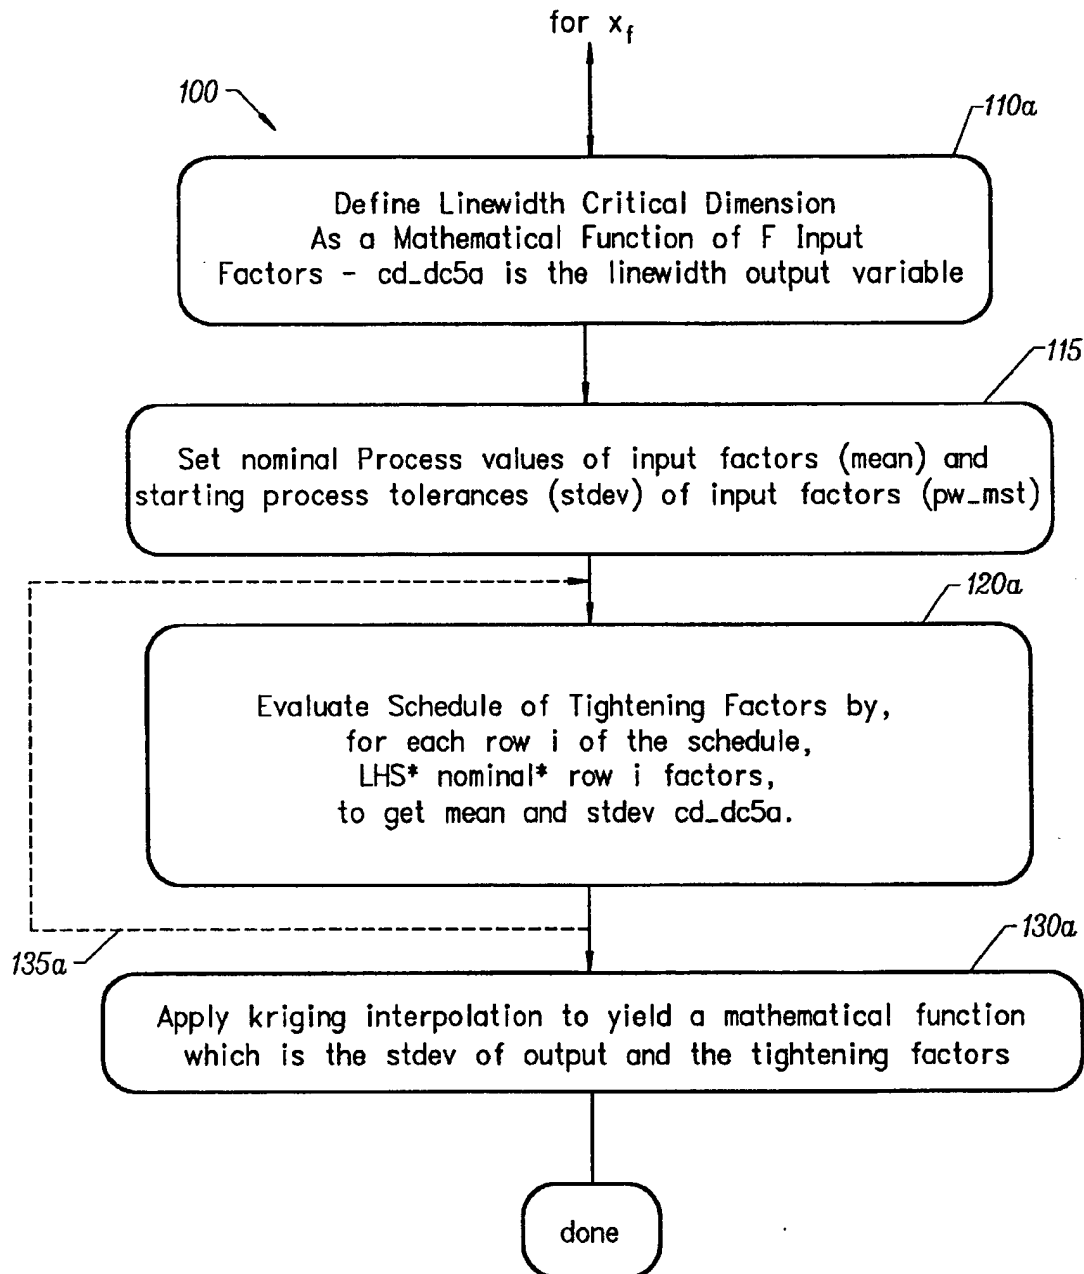 for x_f
100
110a
Define Linewidth Critical Dimension
As a Mathematical Function of F Input
Factors - cd_dc5a is the linewidth output variable
115
Set nominal Process values of input factors (mean) and
starting process tolerances (stdev) of input factors (pw_mst)
120a
Evaluate Schedule of Tightening Factors by,
for each row i of the schedule,
LHS* nominal* row i factors,
to get mean and stdev cd_dc5a.
135a
130a
Apply kriging interpolation to yield a mathematical function
which is the stdev of output and the tightening factors
done